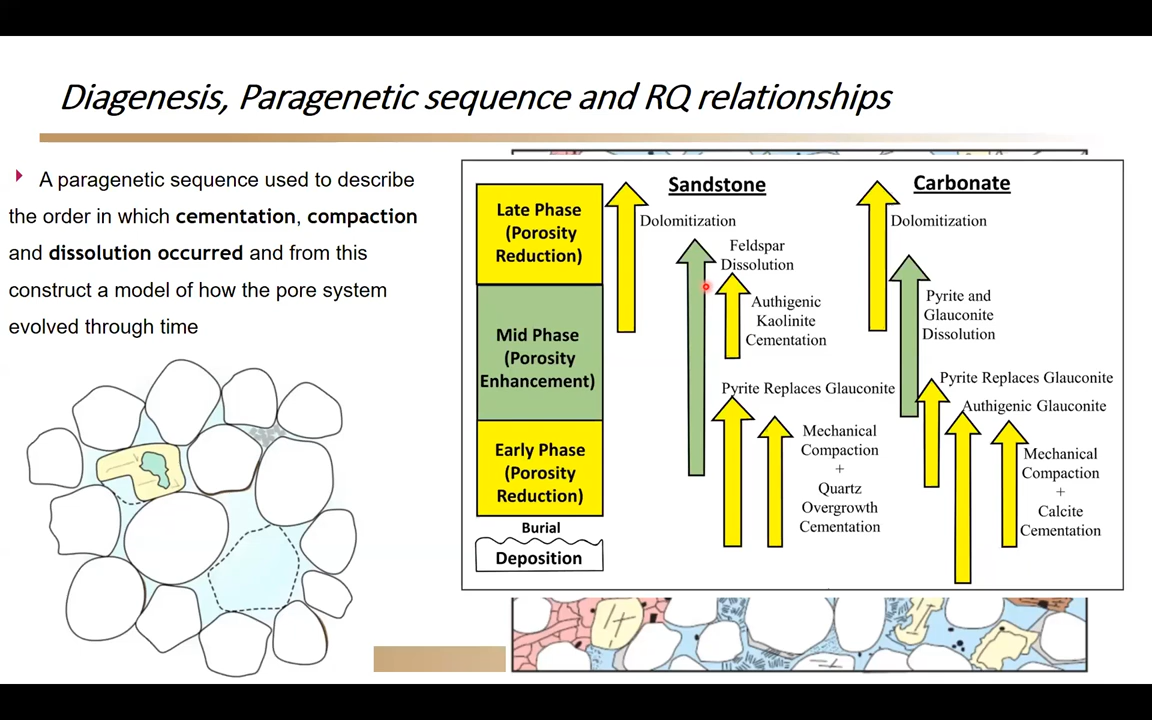 Diagenesis, Paragenetic sequence and RQ relationships
A paragenetic sequence used to describe
the order in which cementation, compaction
and dissolution occurred and from this
construct a model of how the pore system
evolved through time
Late Phase
(Porosity
Reduction)
Mid Phase
(Porosity
Enhancement)
Early Phase
(Porosity
Reduction)
Burial
Deposition
Sandstone
Dolomitization
Feldspar
Dissolution
Authigenic
Kaolinite
Cementation
Pyrite Replaces Glauconite
Mechanical
Compaction
+
Quartz
Overgrowth
Cementation
Carbonate
Dolomitization
Pyrite and
Glauconite
Dissolution
Pyrite Replaces Glauconite
Authigenic Glauconite
Mechanical
Compaction
+
Calcite
Cementation